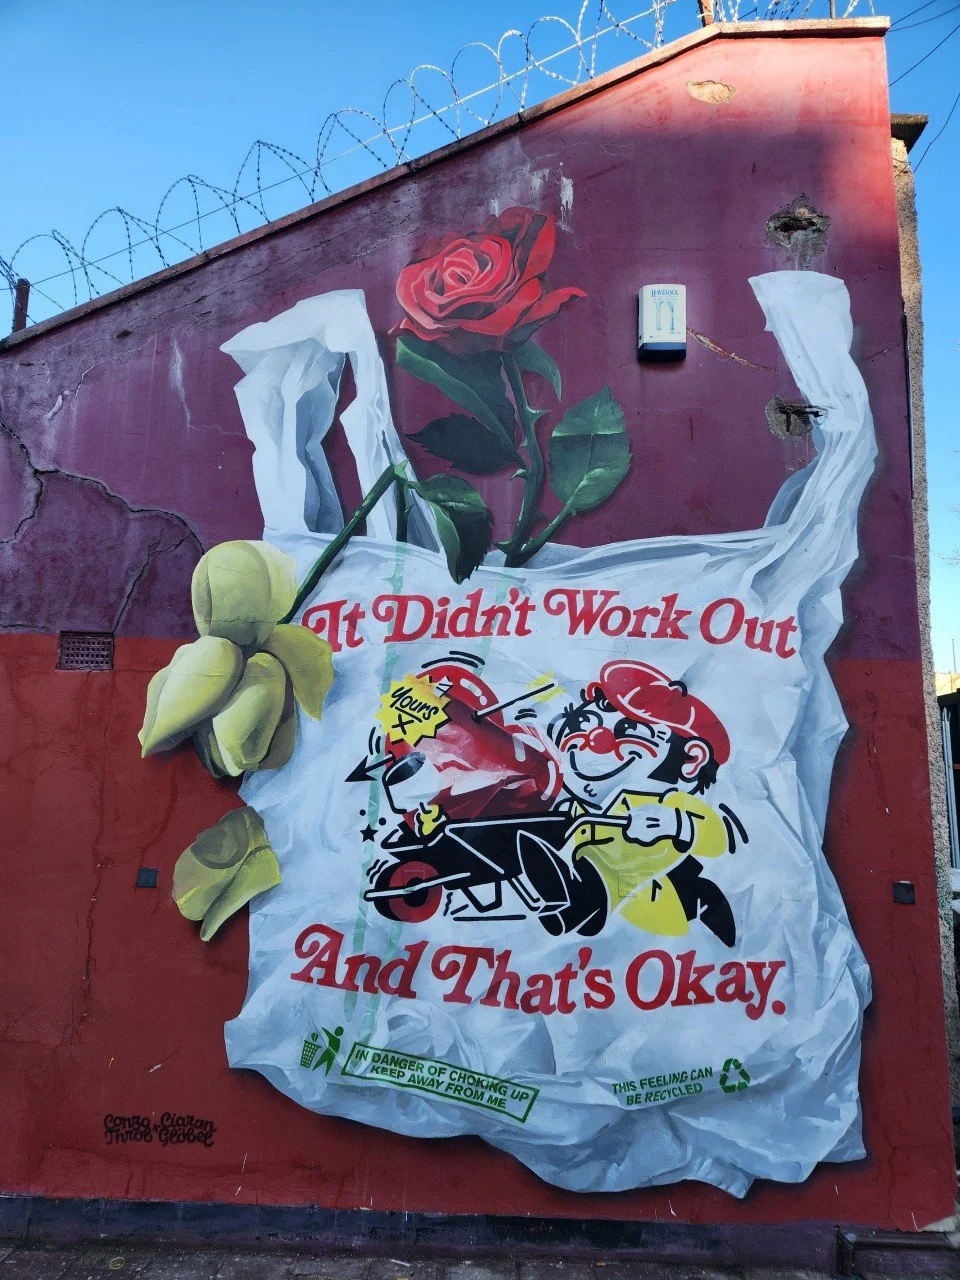 HAVELOCK
It Didn't Work Out
Yours
X
And That's Okay.
IN DANGER OF CHOKING UP
KEEP AWAY FROM ME
THIS FEELING CAN
BE RECYCLED
Conzo Ciaran
Throb Glöbel